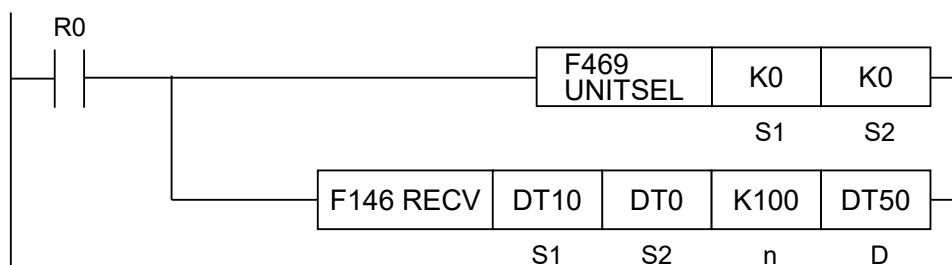 R0
F469 UNITSEL K0 K0
S1 S2
F146 RECV DT10 DT0 K100 DT50
S1 S2 n D